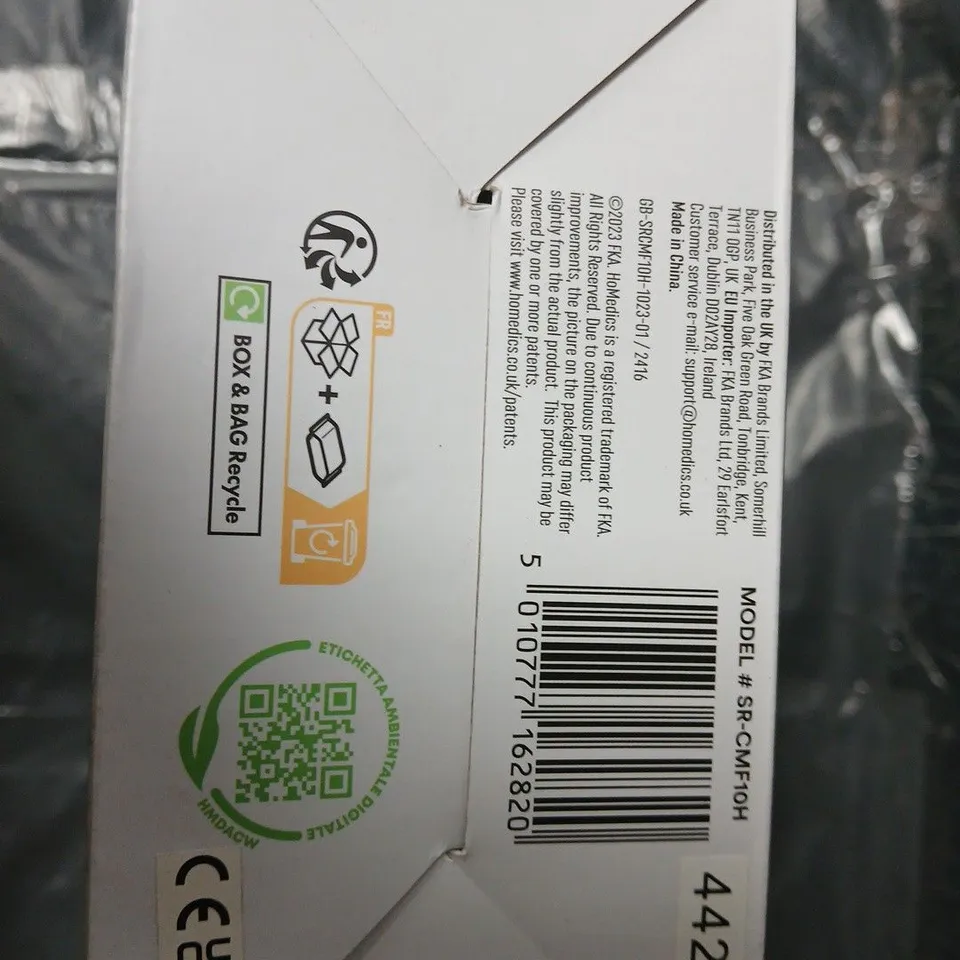 Distributed in the UK by FKA Brands Limited, Somerhill
Business Park, Five Oak Green Road, Tonbridge, Kent,
TN11 0GP, UK EU Importer: FKA Brands Ltd, 29 Earlsfort
Terrace, Dublin D02AY28, Ireland
Customer service e-mail: support@homedics.co.uk
Made in China.
GB-SRCMF10H-1023-01 / 2416
©2023 FKA. HoMedics is a registered trademark of FKA.
All Rights Reserved. Due to continuous product
improvements, the picture on the packaging may differ
slightly from the actual product. This product may be
covered by one or more patents.
Please visit www.homedics.co.uk/patents.
MODEL # SR-CMF10H
5 010777 162820
442
FR
+
BOX & BAG Recycle
ETICHETTA AMBIENTALE DIGITALE
HMDACW
CE